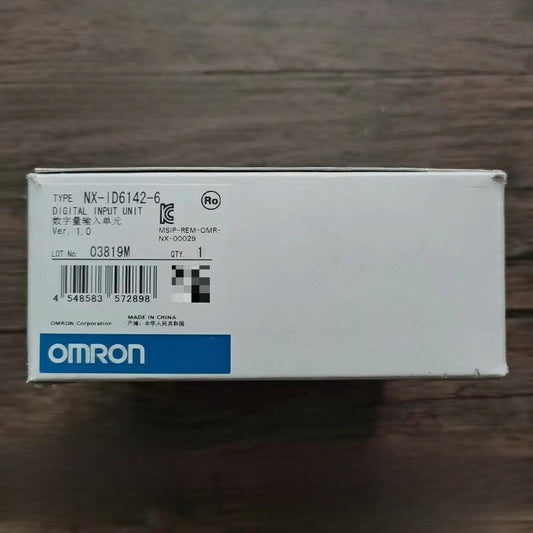 TYPE NX-ID6142-6
DIGITAL INPUT UNIT
数字量输入单元
Ver. 1.0
Ro
MSIP-REM-OMR-
NX-00029
LOT No. 03819M QTY. 1
4 548583 572898
MADE IN CHINA
OMRON Corporation 产地: 中华人民共和国
OMRON